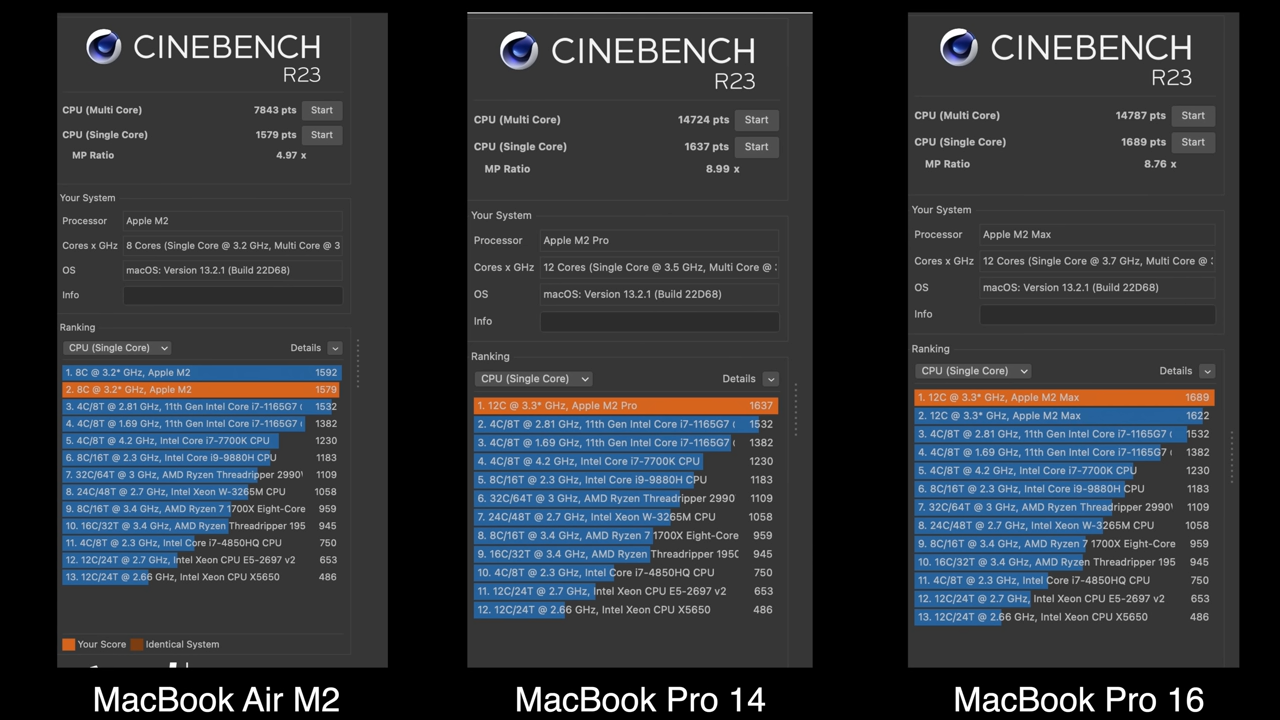 CINEBENCH
R23
CPU (Multi Core) 7843 pts Start
CPU (Single Core) 1579 pts Start
MP Ratio 4.97 x
Your System
Processor Apple M2
Cores x GHz 8 Cores (Single Core @ 3.2 GHz, Multi Core @ 3
OS macOS: Version 13.2.1 (Build 22D68)
Info
Ranking
CPU (Single Core) Details
1. 8C @ 3.2* GHz, Apple M2 1592
2. 8C @ 3.2* GHz, Apple M2 1579
3. 4C/8T @ 2.81 GHz, 11th Gen Intel Core i7-1165G7 ( 1532
4. 4C/8T @ 1.69 GHz, 11th Gen Intel Core i7-1165G7 ( 1382
5. 4C/8T @ 4.2 GHz, Intel Core i7-7700K CPU 1230
6. 8C/16T @ 2.3 GHz, Intel Core i9-9880H CPU 1183
7. 32C/64T @ 3 GHz, AMD Ryzen Threadripper 2990\ 1109
8. 24C/48T @ 2.7 GHz, Intel Xeon W-3265M CPU 1058
9. 8C/16T @ 3.4 GHz, AMD Ryzen 7 1700X Eight-Core 959
10. 16C/32T @ 3.4 GHz, AMD Ryzen Threadripper 195 945
11. 4C/8T @ 2.3 GHz, Intel Core i7-4850HQ CPU 750
12. 12C/24T @ 2.7 GHz, Intel Xeon CPU E5-2697 v2 653
13. 12C/24T @ 2.66 GHz, Intel Xeon CPU X5650 486
Your Score Identical System
MacBook Air M2
CINEBENCH
R23
CPU (Multi Core) 14724 pts Start
CPU (Single Core) 1637 pts Start
MP Ratio 8.99 x
Your System
Processor Apple M2 Pro
Cores x GHz 12 Cores (Single Core @ 3.5 GHz, Multi Core @
OS macOS: Version 13.2.1 (Build 22D68)
Info
Ranking
CPU (Single Core) Details
1. 12C @ 3.3* GHz, Apple M2 Pro 1637
2. 4C/8T @ 2.81 GHz, 11th Gen Intel Core i7-1165G7 ( 1532
3. 4C/8T @ 1.69 GHz, 11th Gen Intel Core i7-1165G7 ( 1382
4. 4C/8T @ 4.2 GHz, Intel Core i7-7700K CPU 1230
5. 8C/16T @ 2.3 GHz, Intel Core i9-9880H CPU 1183
6. 32C/64T @ 3 GHz, AMD Ryzen Threadripper 2990 1109
7. 24C/48T @ 2.7 GHz, Intel Xeon W-3265M CPU 1058
8. 8C/16T @ 3.4 GHz, AMD Ryzen 7 1700X Eight-Core 959
9. 16C/32T @ 3.4 GHz, AMD Ryzen Threadripper 195( 945
10. 4C/8T @ 2.3 GHz, Intel Core i7-4850HQ CPU 750
11. 12C/24T @ 2.7 GHz, Intel Xeon CPU E5-2697 v2 653
12. 12C/24T @ 2.66 GHz, Intel Xeon CPU X5650 486
MacBook Pro 14
CINEBENCH
R23
CPU (Multi Core) 14787 pts Start
CPU (Single Core) 1689 pts Start
MP Ratio 8.76 x
Your System
Processor Apple M2 Max
Cores x GHz 12 Cores (Single Core @ 3.7 GHz, Multi Core @
OS macOS: Version 13.2.1 (Build 22D68)
Info
Ranking
CPU (Single Core) Details
1. 12C @ 3.3* GHz, Apple M2 Max 1689
2. 12C @ 3.3* GHz, Apple M2 Max 1622
3. 4C/8T @ 2.81 GHz, 11th Gen Intel Core i7-1165G7 ( 1532
4. 4C/8T @ 1.69 GHz, 11th Gen Intel Core i7-1165G7 ( 1382
5. 4C/8T @ 4.2 GHz, Intel Core i7-7700K CPU 1230
6. 8C/16T @ 2.3 GHz, Intel Core i9-9880H CPU 1183
7. 32C/64T @ 3 GHz, AMD Ryzen Threadripper 2990\ 1109
8. 24C/48T @ 2.7 GHz, Intel Xeon W-3265M CPU 1058
9. 8C/16T @ 3.4 GHz, AMD Ryzen 7 1700X Eight-Core 959
10. 16C/32T @ 3.4 GHz, AMD Ryzen Threadripper 195 945
11. 4C/8T @ 2.3 GHz, Intel Core i7-4850HQ CPU 750
12. 12C/24T @ 2.7 GHz, Intel Xeon CPU E5-2697 v2 653
13. 12C/24T @ 2.66 GHz, Intel Xeon CPU X5650 486
MacBook Pro 16